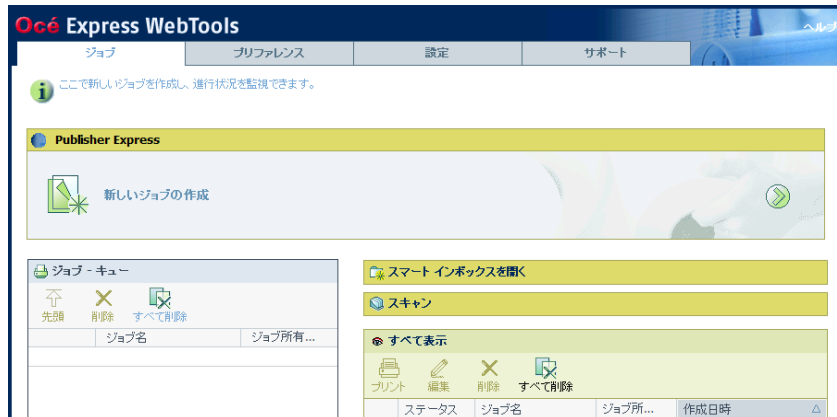 Océ Express WebTools
ヘルプ
ジョブ
プリファレンス
設定
サポート
ここで新しいジョブを作成し、進行状況を監視できます。
Publisher Express
新しいジョブの作成
ジョブ - キュー
先頭
削除
すべて削除
ジョブ名
ジョブ所有...
スマート インボックスを開く
スキャン
すべて表示
プリント
編集
削除
すべて削除
ステータス
ジョブ名
ジョブ所...
作成日時